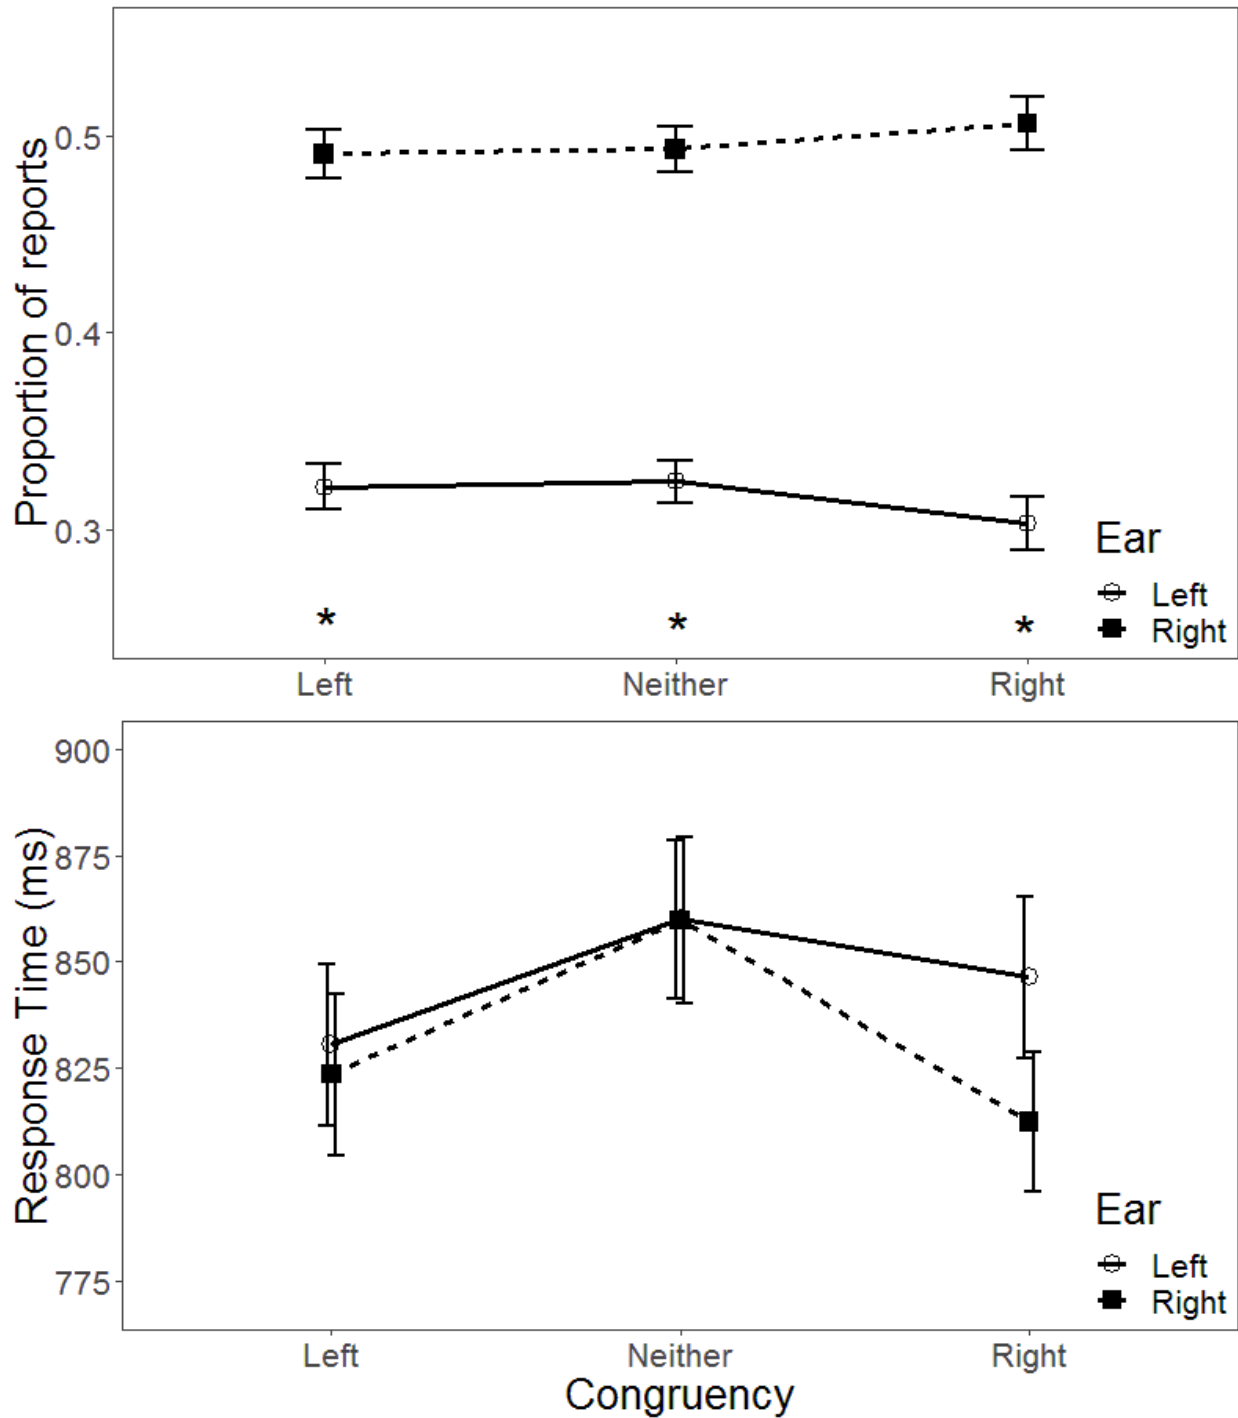 Proportion of reports
0.5
0.4
0.3
*
*
*
Ear
Left
Right
Left Neither Right
Response Time (ms)
900
875
850
825
800
775
Ear
Left
Right
Left Neither Right
Congruency